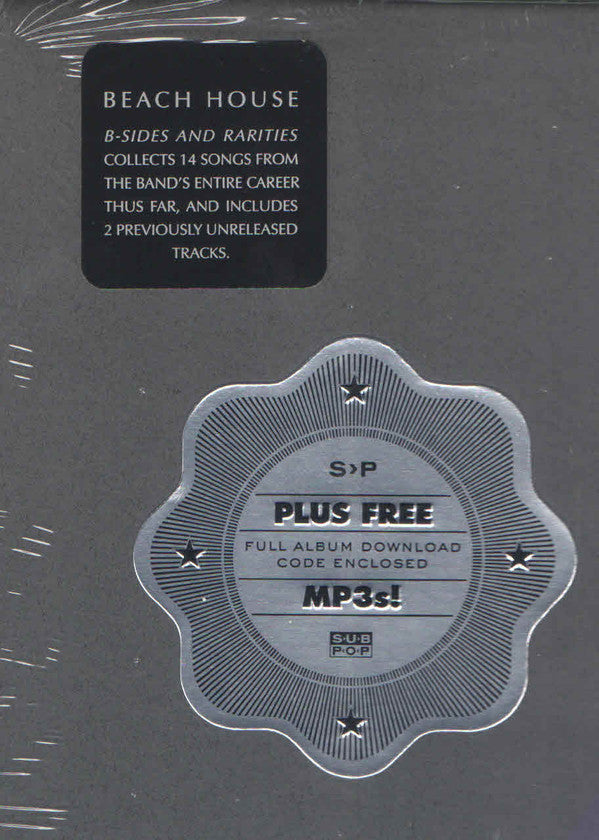 BEACH HOUSE
B-SIDES AND RARITIES
COLLECTS 14 SONGS FROM
THE BAND'S ENTIRE CAREER
THUS FAR, AND INCLUDES
2 PREVIOUSLY UNRELEASED
TRACKS.
S›P
PLUS FREE
FULL ALBUM DOWNLOAD
CODE ENCLOSED
MP3s!
S·U·B
P·O·P